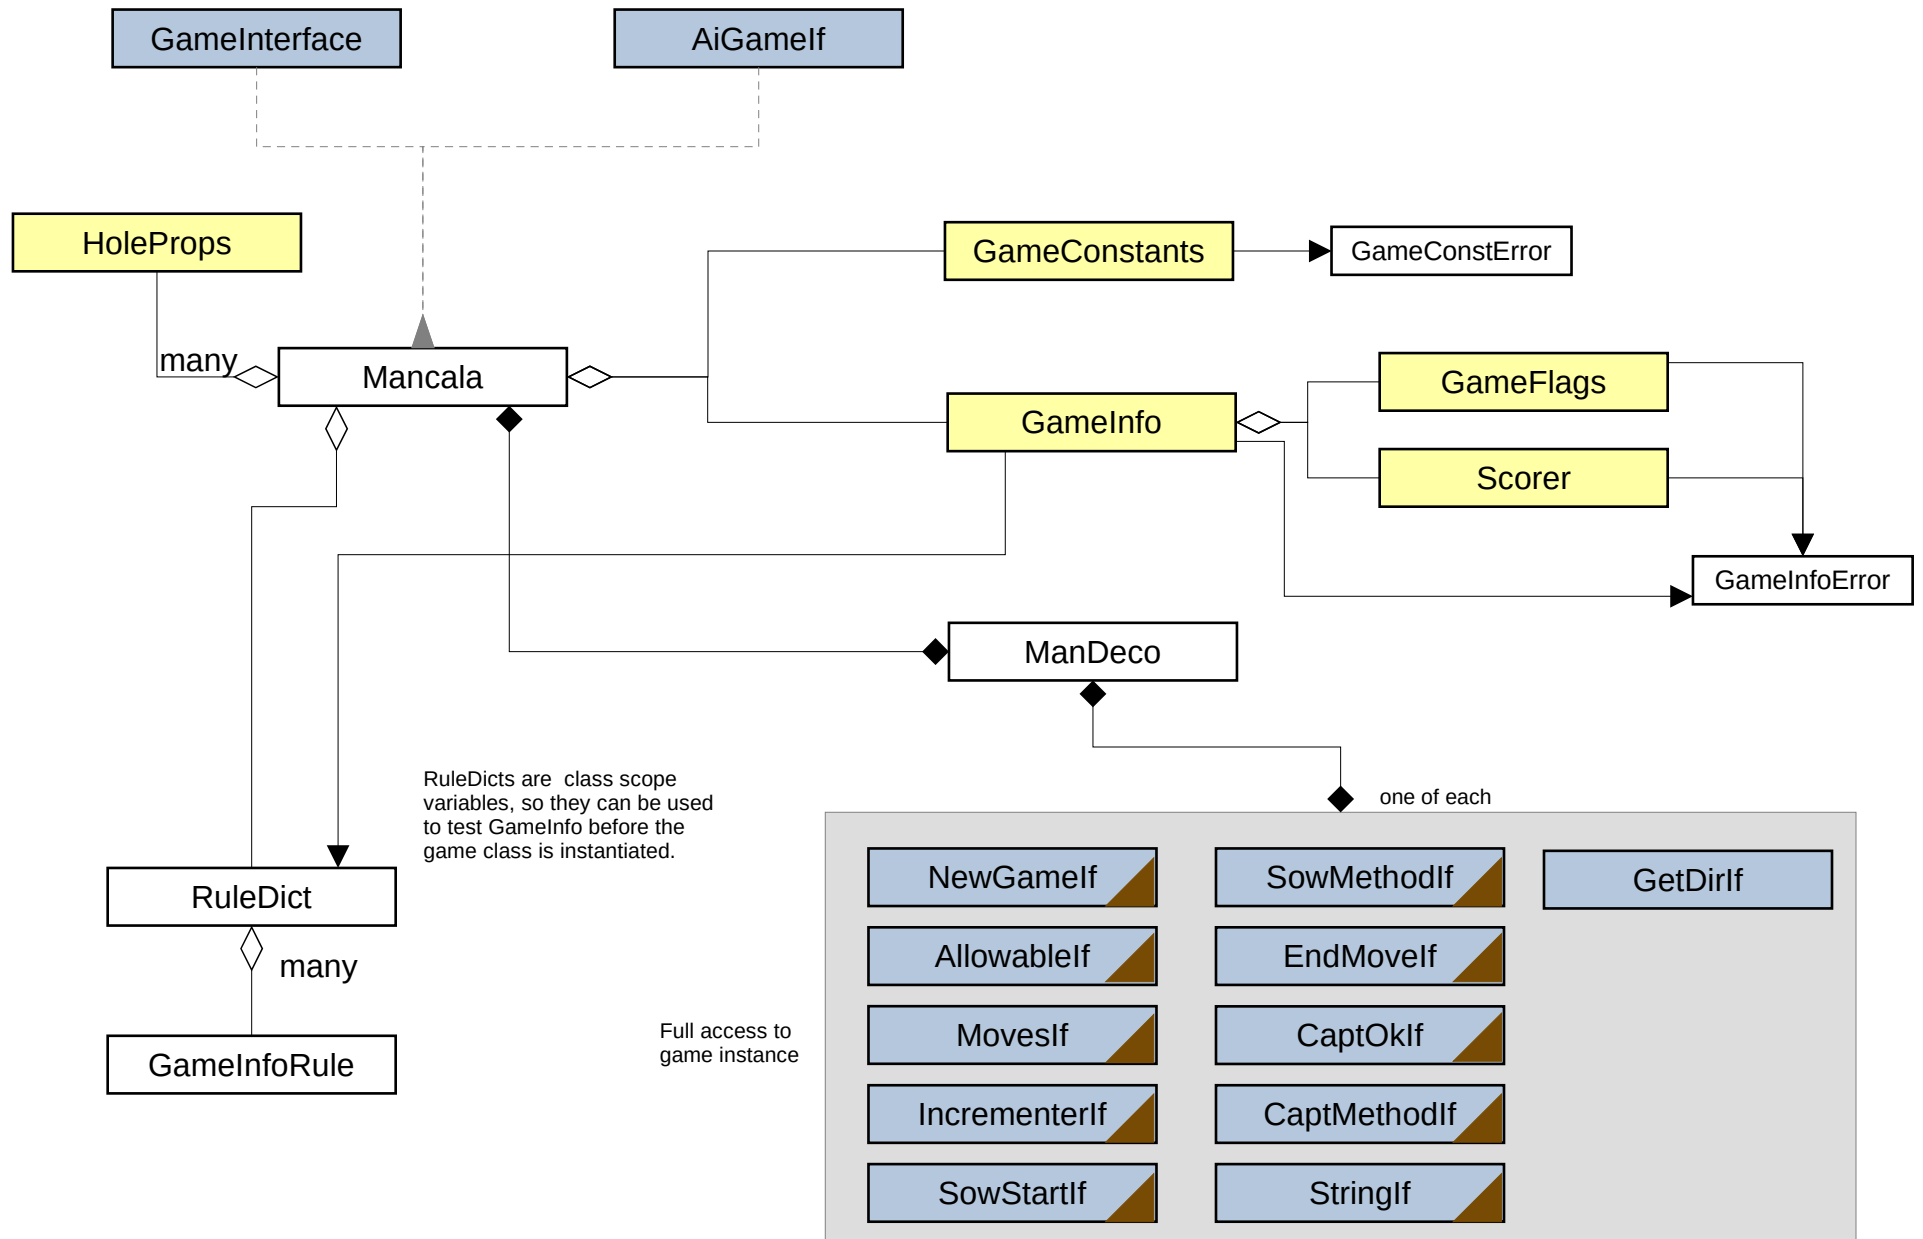 GameInterface
AiGameIf
HoleProps
GameConstants
GameConstError
many
Mancala
GameFlags
GameInfo
Scorer
GameInfoError
ManDeco
RuleDicts are  class scope
variables, so they can be used
to test GameInfo before the
game class is instantiated.
one of each
RuleDict
many
GameInfoRule
Full access to
game instance
NewGameIf
SowMethodIf
GetDirIf
AllowableIf
EndMoveIf
MovesIf
CaptOkIf
IncrementerIf
CaptMethodIf
SowStartIf
StringIf